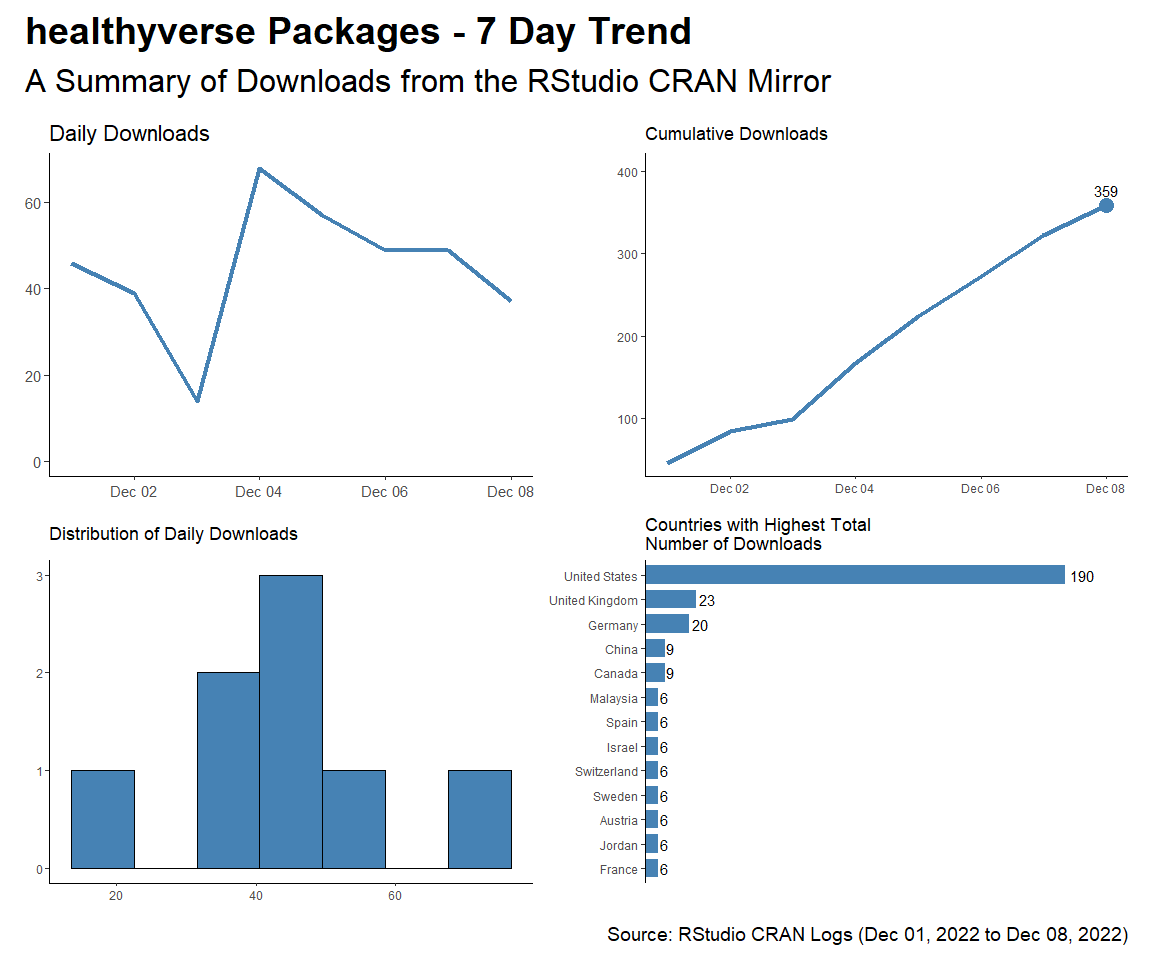 healthyverse Packages - 7 Day Trend
A Summary of Downloads from the RStudio CRAN Mirror
Daily Downloads
60
40
20
0
Dec 02 Dec 04 Dec 06 Dec 08
Cumulative Downloads
400
300
200
100
359
Dec 02 Dec 04 Dec 06 Dec 08
Distribution of Daily Downloads
3
2
1
0
20 40 60
Countries with Highest Total
Number of Downloads
United States 190
United Kingdom 23
Germany 20
China 9
Canada 9
Malaysia 6
Spain 6
Israel 6
Switzerland 6
Sweden 6
Austria 6
Jordan 6
France 6
Source: RStudio CRAN Logs (Dec 01, 2022 to Dec 08, 2022)